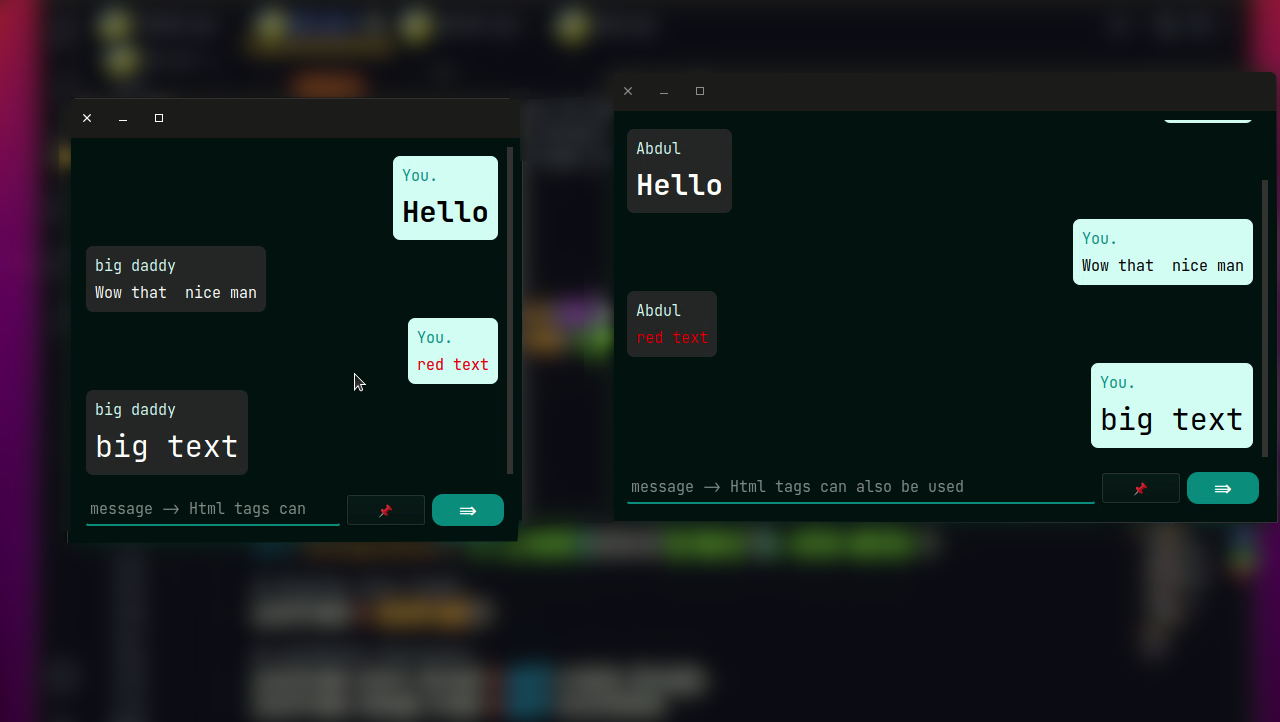 You.
Hello
big daddy
Wow that  nice man
You.
red text
big daddy
big text
message → Html tags can
Abdul
Hello
You.
Wow that  nice man
Abdul
red text
You.
big text
message → Html tags can also be used